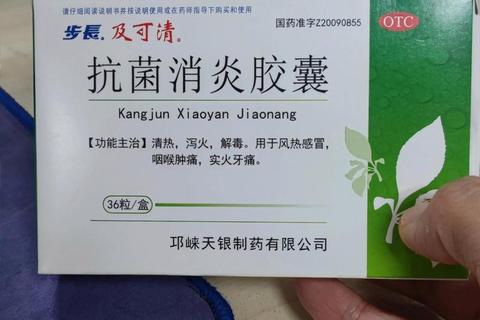 请仔细阅读说明书并按说明使用或在药师指导下购买和使用
国药准字Z20090855
OTC
步长 及可清
抗菌消炎胶囊
Kangjun Xiaoyan Jiaonang
【功能主治】清热，泻火，解毒。用于风热感冒，
咽喉肿痛，实火牙痛。
36粒/盒
邛崃天银制药有限公司